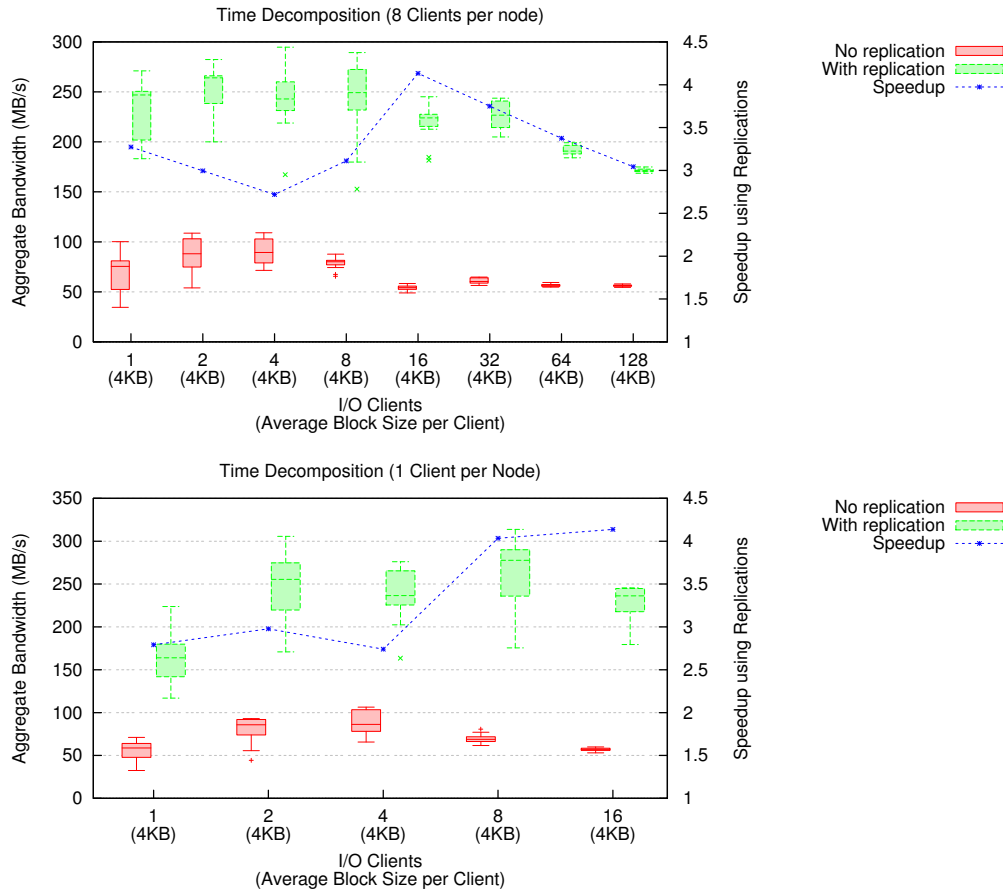 Time Decomposition (8 Clients per node)
300
250
200
150
100
50
0
Aggregate Bandwidth (MB/s)
4.5
4
3.5
3
2.5
2
1.5
1
Speedup using Replications
No replication
With replication
Speedup
1 2 4 8 16 32 64 128
(4KB) (4KB) (4KB) (4KB) (4KB) (4KB) (4KB) (4KB)
I/O Clients
(Average Block Size per Client)
Time Decomposition (1 Client per Node)
350
300
250
200
150
100
50
0
Aggregate Bandwidth (MB/s)
4.5
4
3.5
3
2.5
2
1.5
1
Speedup using Replications
No replication
With replication
Speedup
1 2 4 8 16
(4KB) (4KB) (4KB) (4KB) (4KB)
I/O Clients
(Average Block Size per Client)